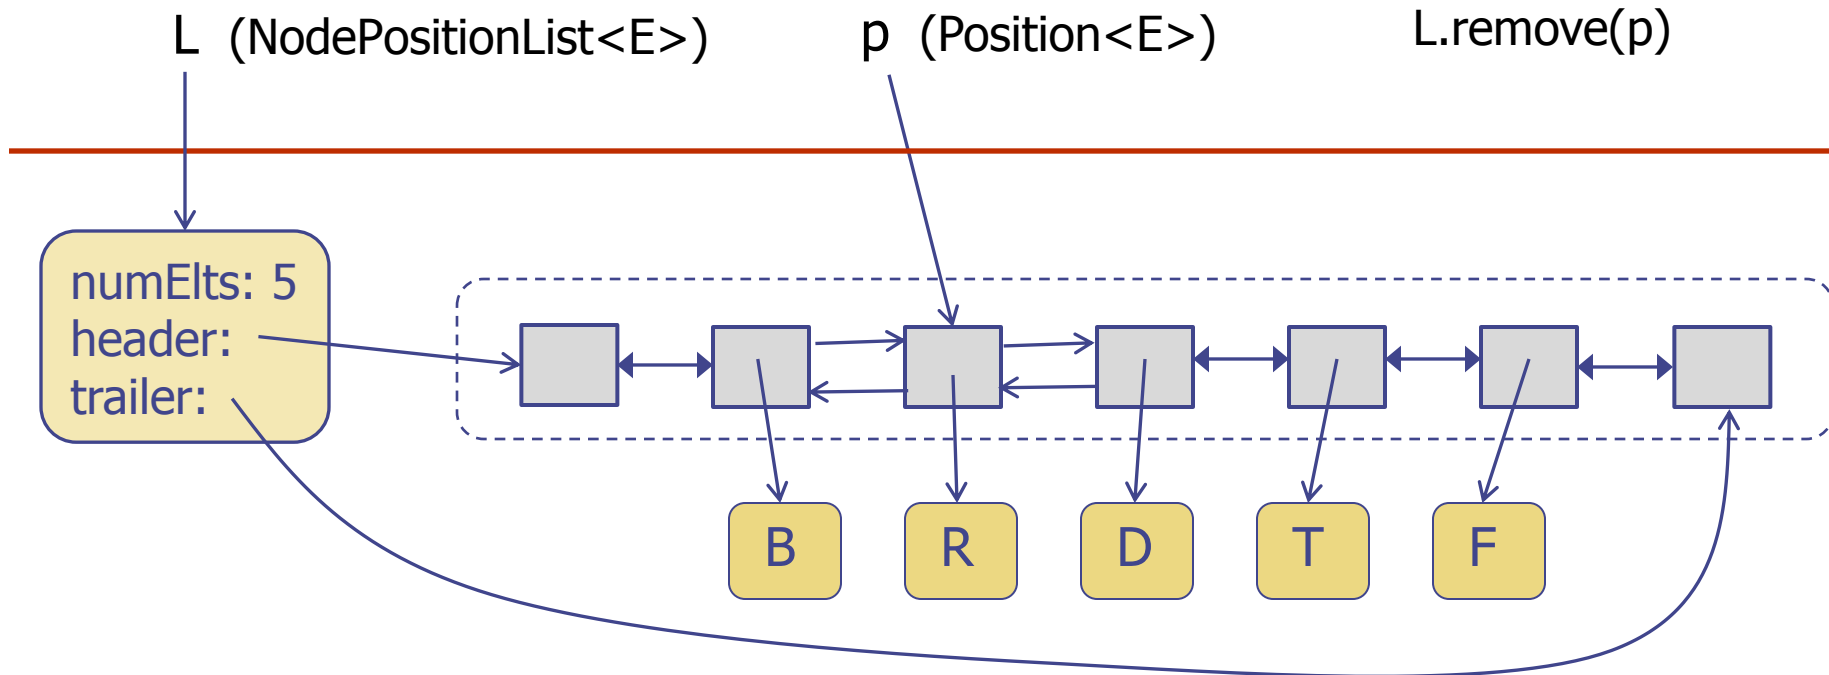 L (NodePositionList<E>)
p (Position<E>)
L.remove(p)
numElts: 5
header:
trailer:
B
R
D
T
F